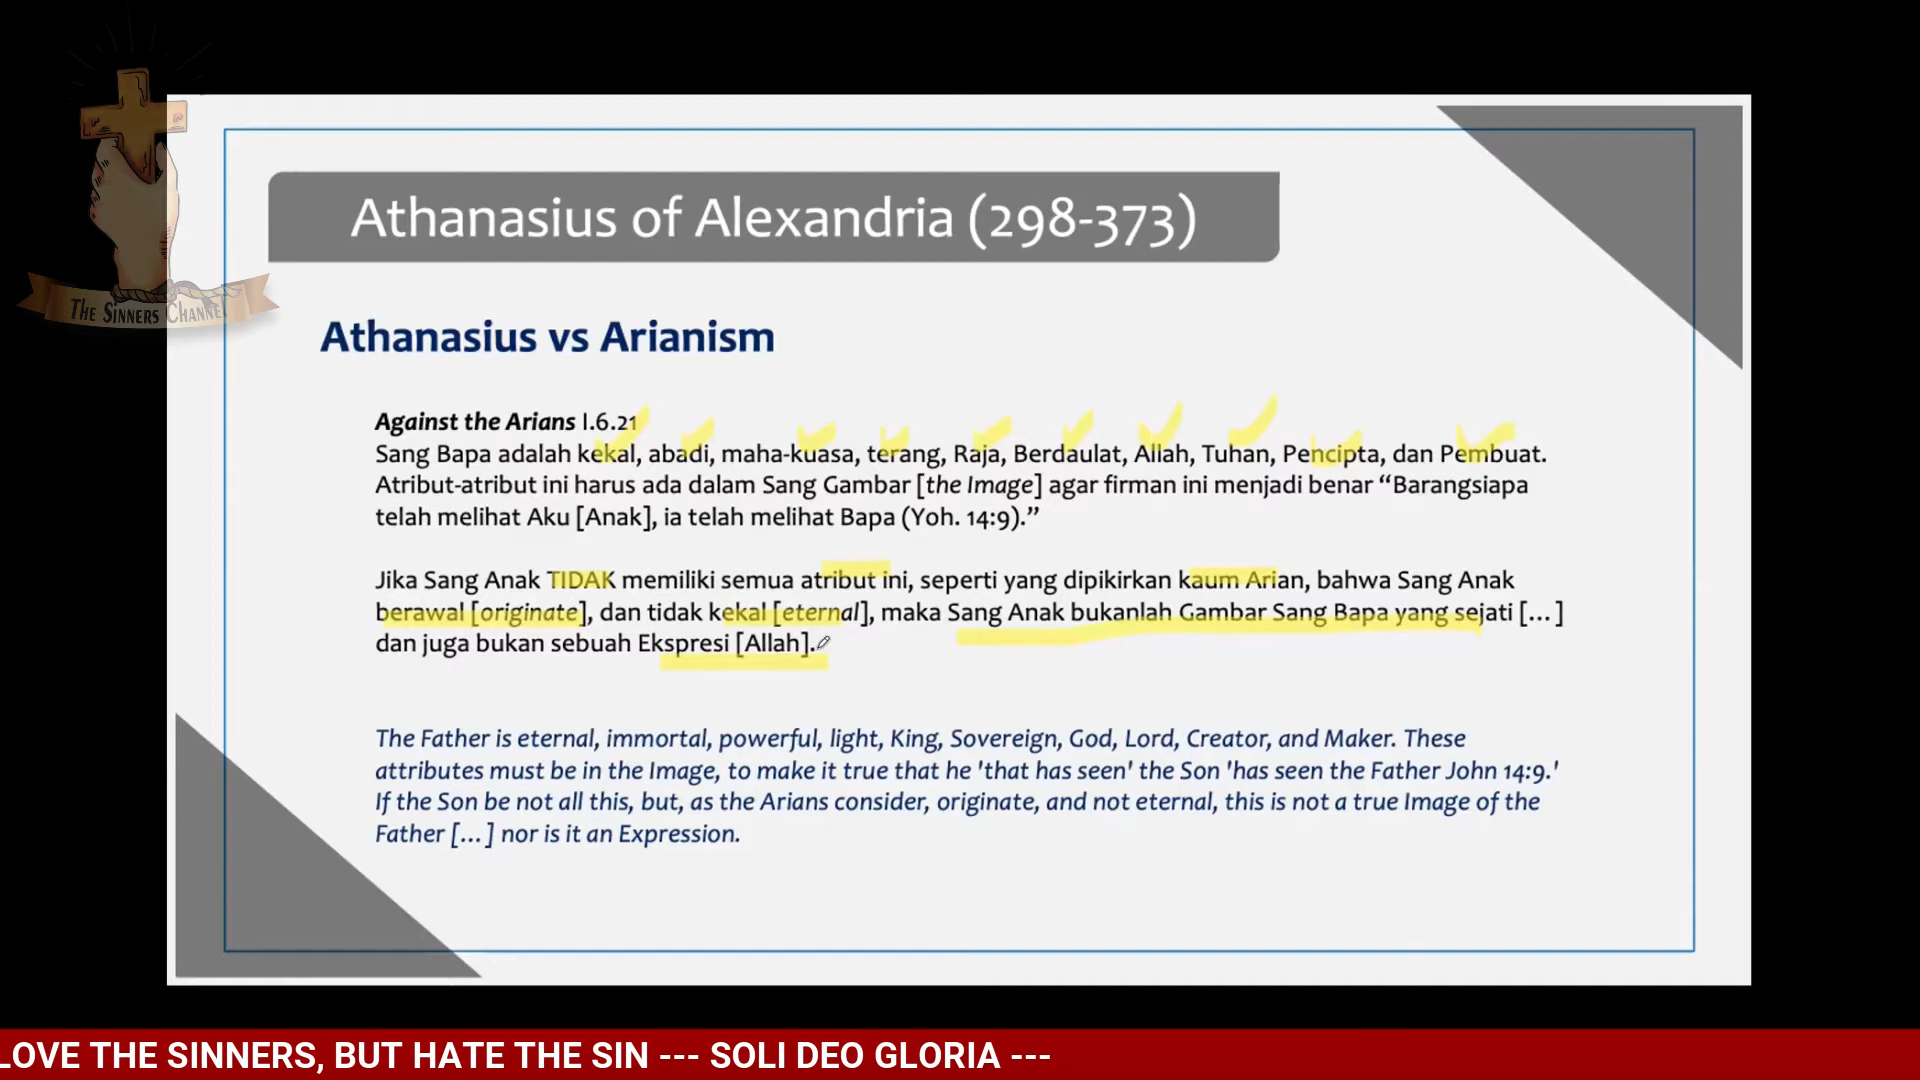 THE SINNERS CHANNEL
Athanasius of Alexandria (298-373)
Athanasius vs Arianism
Against the Arians I.6.21
Sang Bapa adalah kekal, abadi, maha-kuasa, terang, Raja, Berdaulat, Allah, Tuhan, Pencipta, dan Pembuat.
Atribut-atribut ini harus ada dalam Sang Gambar [the Image] agar firman ini menjadi benar “Barangsiapa
telah melihat Aku [Anak], ia telah melihat Bapa (Yoh. 14:9).”
Jika Sang Anak TIDAK memiliki semua atribut ini, seperti yang dipikirkan kaum Arian, bahwa Sang Anak
berawal [originate], dan tidak kekal [eternal], maka Sang Anak bukanlah Gambar Sang Bapa yang sejati [...]
dan juga bukan sebuah Ekspresi [Allah].
The Father is eternal, immortal, powerful, light, King, Sovereign, God, Lord, Creator, and Maker. These
attributes must be in the Image, to make it true that he 'that has seen' the Son 'has seen the Father John 14:9.'
If the Son be not all this, but, as the Arians consider, originate, and not eternal, this is not a true Image of the
Father [...] nor is it an Expression.
LOVE THE SINNERS, BUT HATE THE SIN --- SOLI DEO GLORIA ---